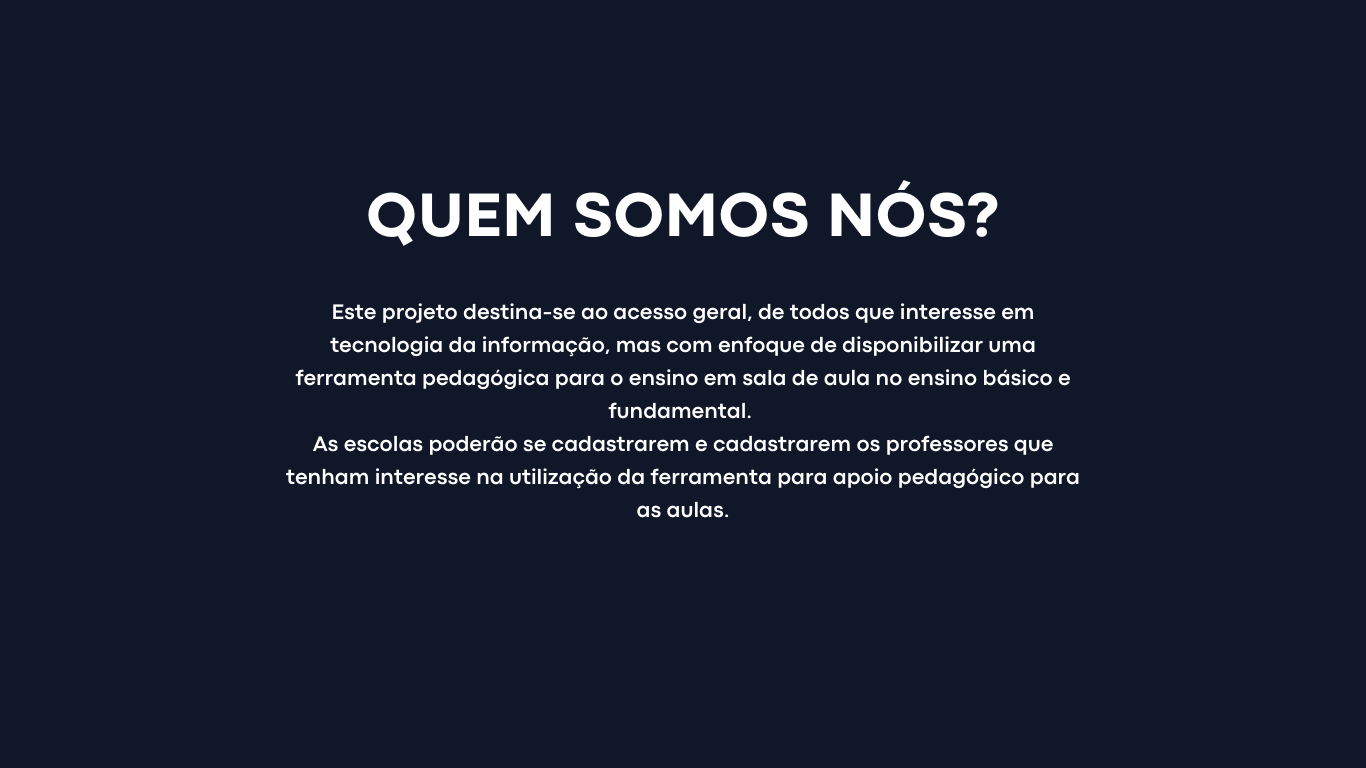 QUEM SOMOS NÓS?
Este projeto destina-se ao acesso geral, de todos que interesse em
tecnologia da informação, mas com enfoque de disponibilizar uma
ferramenta pedagógica para o ensino em sala de aula no ensino básico e
fundamental.
As escolas poderão se cadastrarem e cadastrarem os professores que
tenham interesse na utilização da ferramenta para apoio pedagógico para
as aulas.